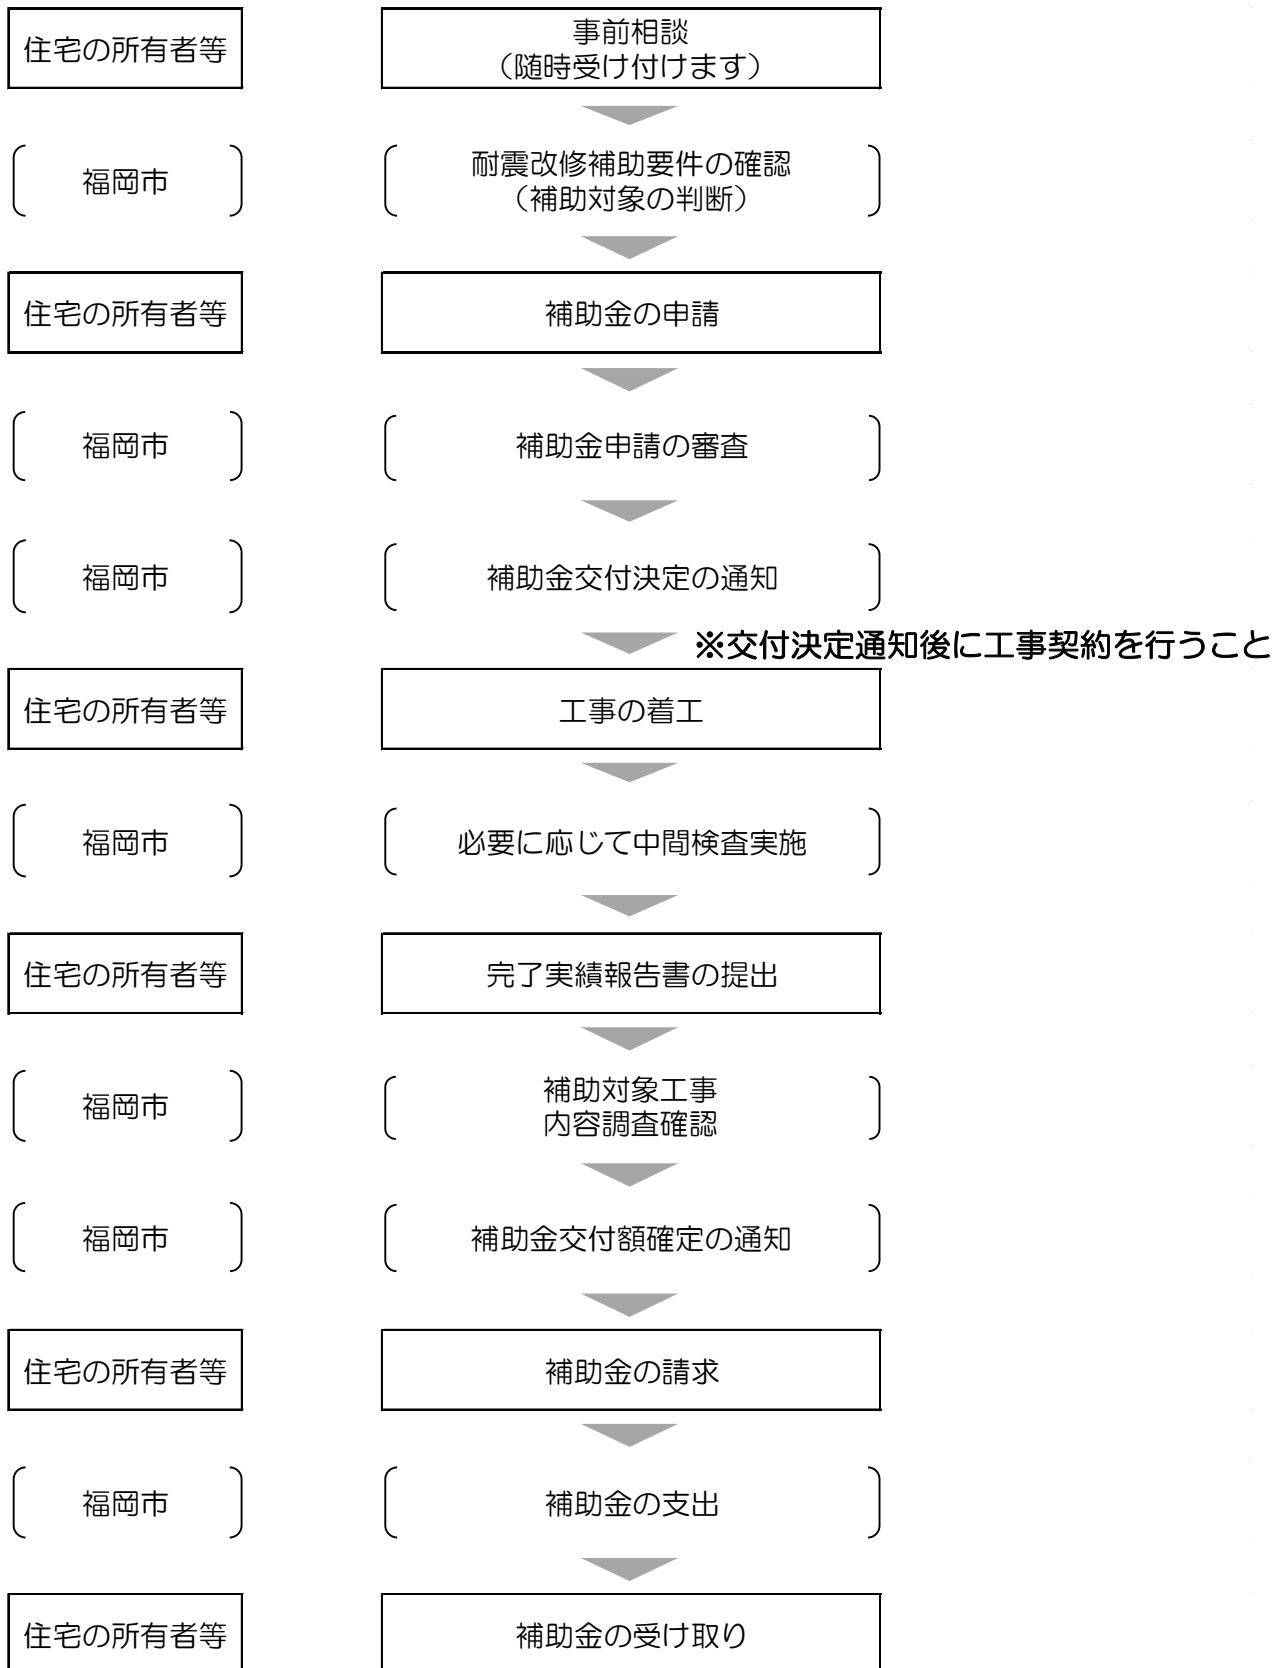 住宅の所有者等
事前相談
（随時受け付けます）
福岡市
耐震改修補助要件の確認
（補助対象の判断）
住宅の所有者等
補助金の申請
福岡市
補助金申請の審査
福岡市
補助金交付決定の通知
※交付決定通知後に工事契約を行うこと
住宅の所有者等
工事の着工
福岡市
必要に応じて中間検査実施
住宅の所有者等
完了実績報告書の提出
福岡市
補助対象工事
内容調査確認
福岡市
補助金交付額確定の通知
住宅の所有者等
補助金の請求
福岡市
補助金の支出
住宅の所有者等
補助金の受け取り